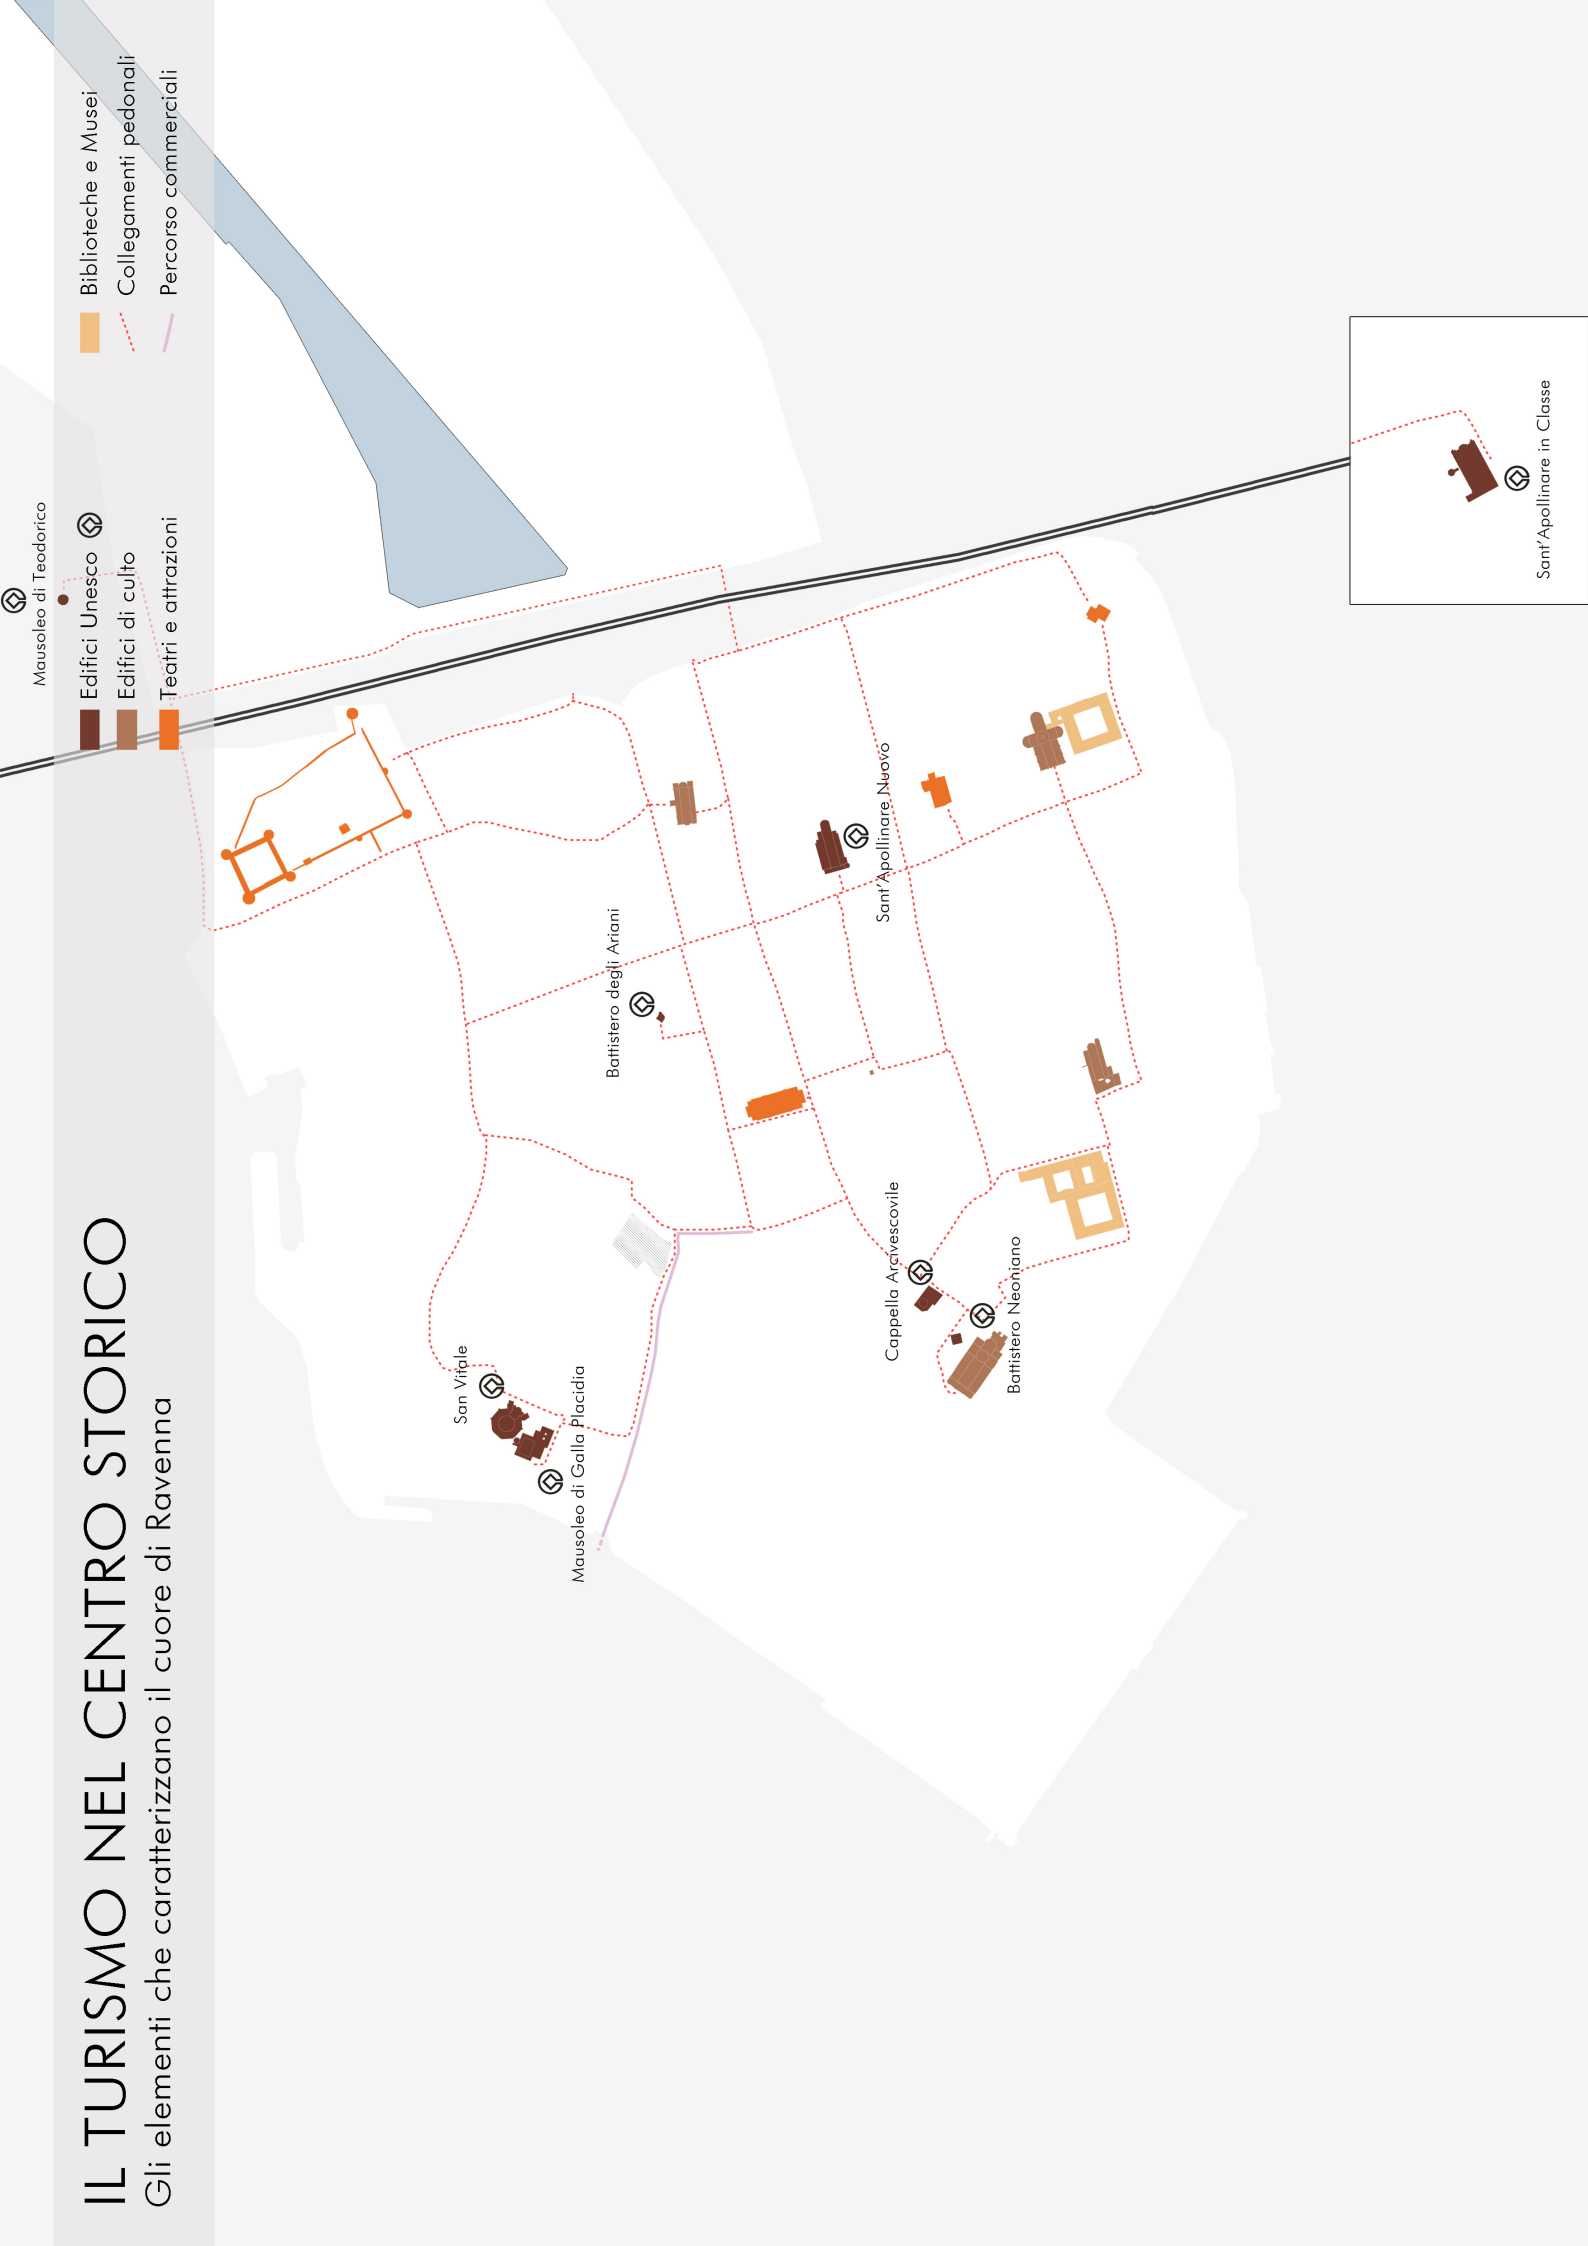 IL TURISMO NEL CENTRO STORICO
Gli elementi che caratterizzano il cuore di Ravenna
Edifici Unesco
Edifici di culto
Teatri e attrazioni
Biblioteche e Musei
Collegamenti pedonali
Percorso commerciali
Mausoleo di Teodorico
San Vitale
Mausoleo di Galla Placidia
Battistero degli Ariani
Sant'Apollinare Nuovo
Cappella Arcivescovile
Battistero Neoniano
Sant'Apollinare in Classe